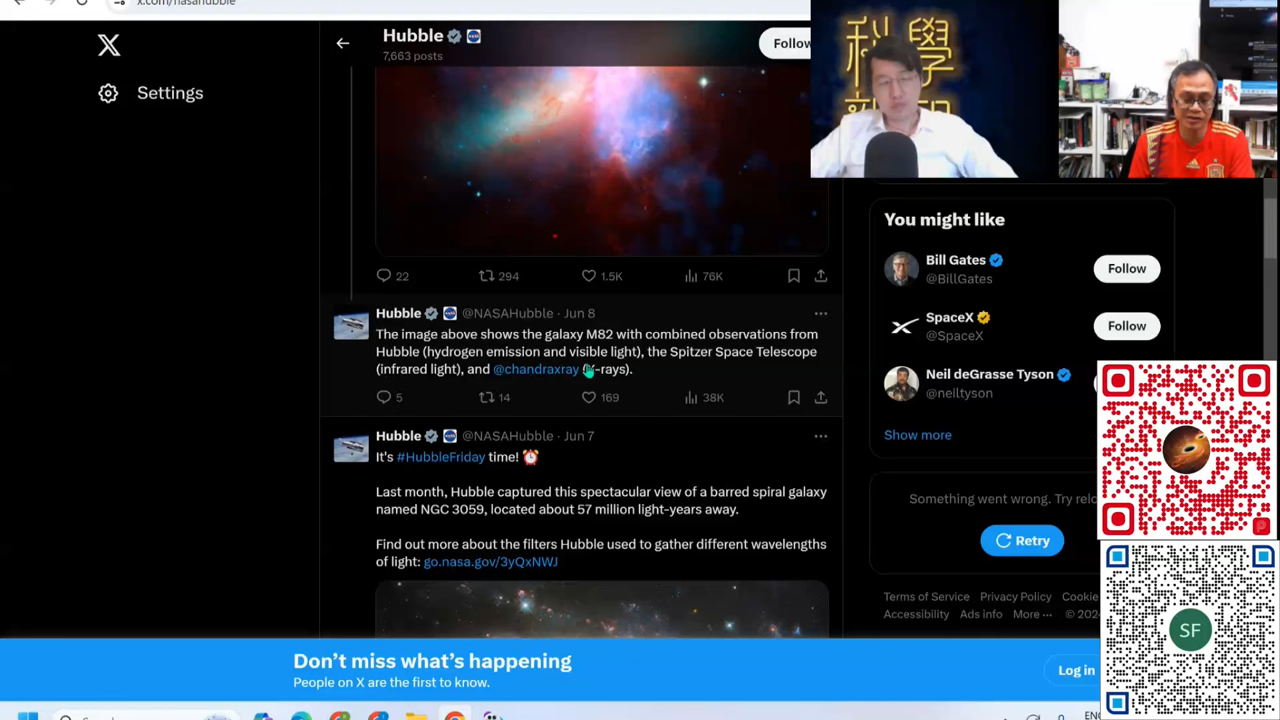 x.com/nasahubble
Settings
Hubble
7,663 posts
Follow
科學
22
294
1.5K
76K
Hubble @NASAHubble · Jun 8
The image above shows the galaxy M82 with combined observations from
Hubble (hydrogen emission and visible light), the Spitzer Space Telescope
(infrared light), and @chandraxray (X-rays).
5
14
169
38K
Hubble @NASAHubble · Jun 7
It's #HubbleFriday time!
Last month, Hubble captured this spectacular view of a barred spiral galaxy
named NGC 3059, located about 57 million light-years away.
Find out more about the filters Hubble used to gather different wavelengths
of light: go.nasa.gov/3yQxNWJ
You might like
Bill Gates
@BillGates
Follow
SpaceX
@SpaceX
Follow
Neil deGrasse Tyson
@neiltyson
Show more
Something went wrong. Try
Retry
Terms of Service Privacy Policy Cookie
Accessibility Ads info More ···
SF
Don't miss what's happening
People on X are the first to know.
Log in
ENG